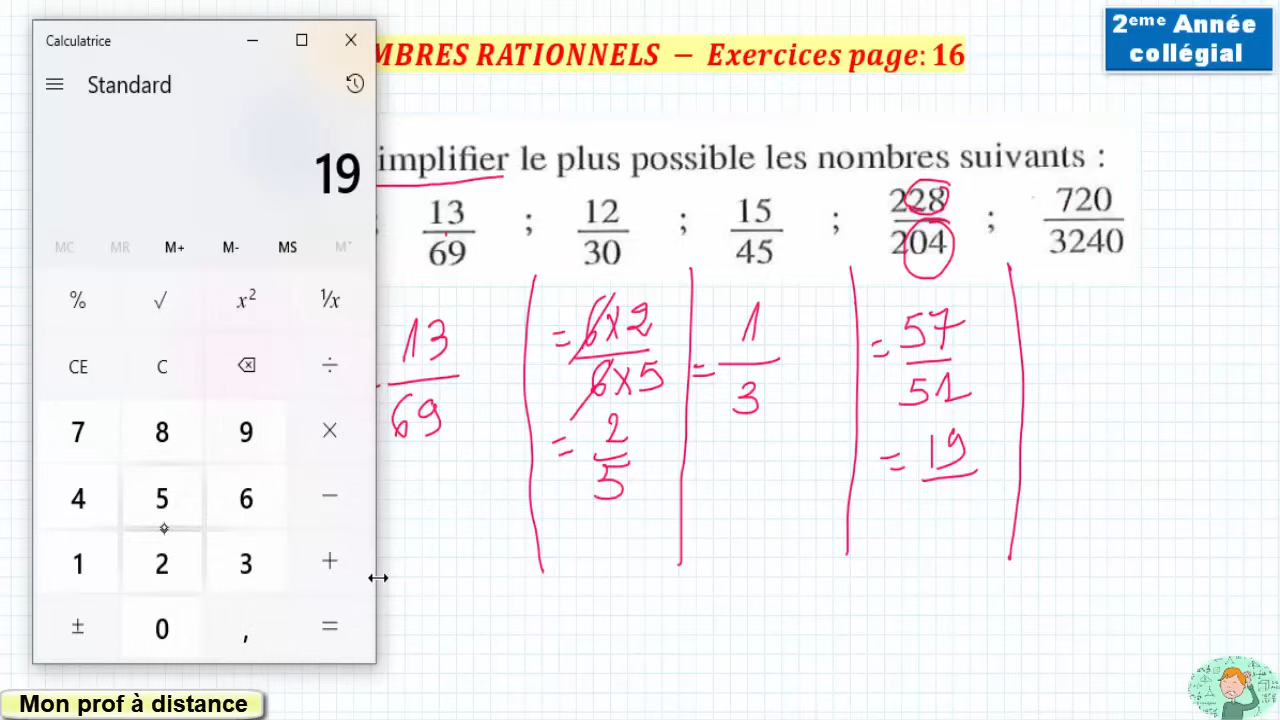 2eme Année
collégial
MBRES RATIONNELS – Exercices page: 16
Calculatrice
Standard
19
MC MR M+ M- MS M˅
% √ x² ¹/x
CE C ÷
7 8 9 ×
4 5 6 −
1 2 3 +
± 0 , =
implifier le plus possible les nombres suivants :
; 13/69 ; 12/30 ; 15/45 ; 228/204 ; 720/3240
13/69
= 6×2/6×5
= 2/5
= 1/3
= 57/51
= 19
Mon prof à distance